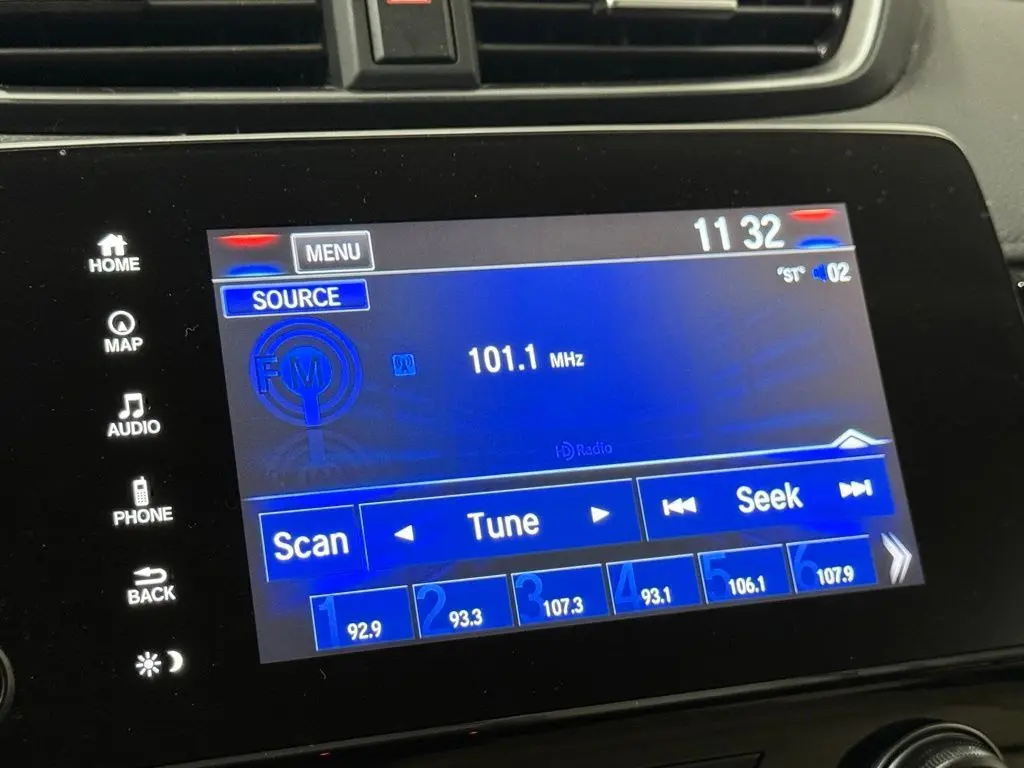 MENU
11 32
"ST"
02
SOURCE
FM
101.1 MHz
HD Radio
Scan
Tune
Seek
1 92.9
2 93.3
3 107.3
4 93.1
5 106.1
6 107.9
HOME
MAP
AUDIO
PHONE
BACK